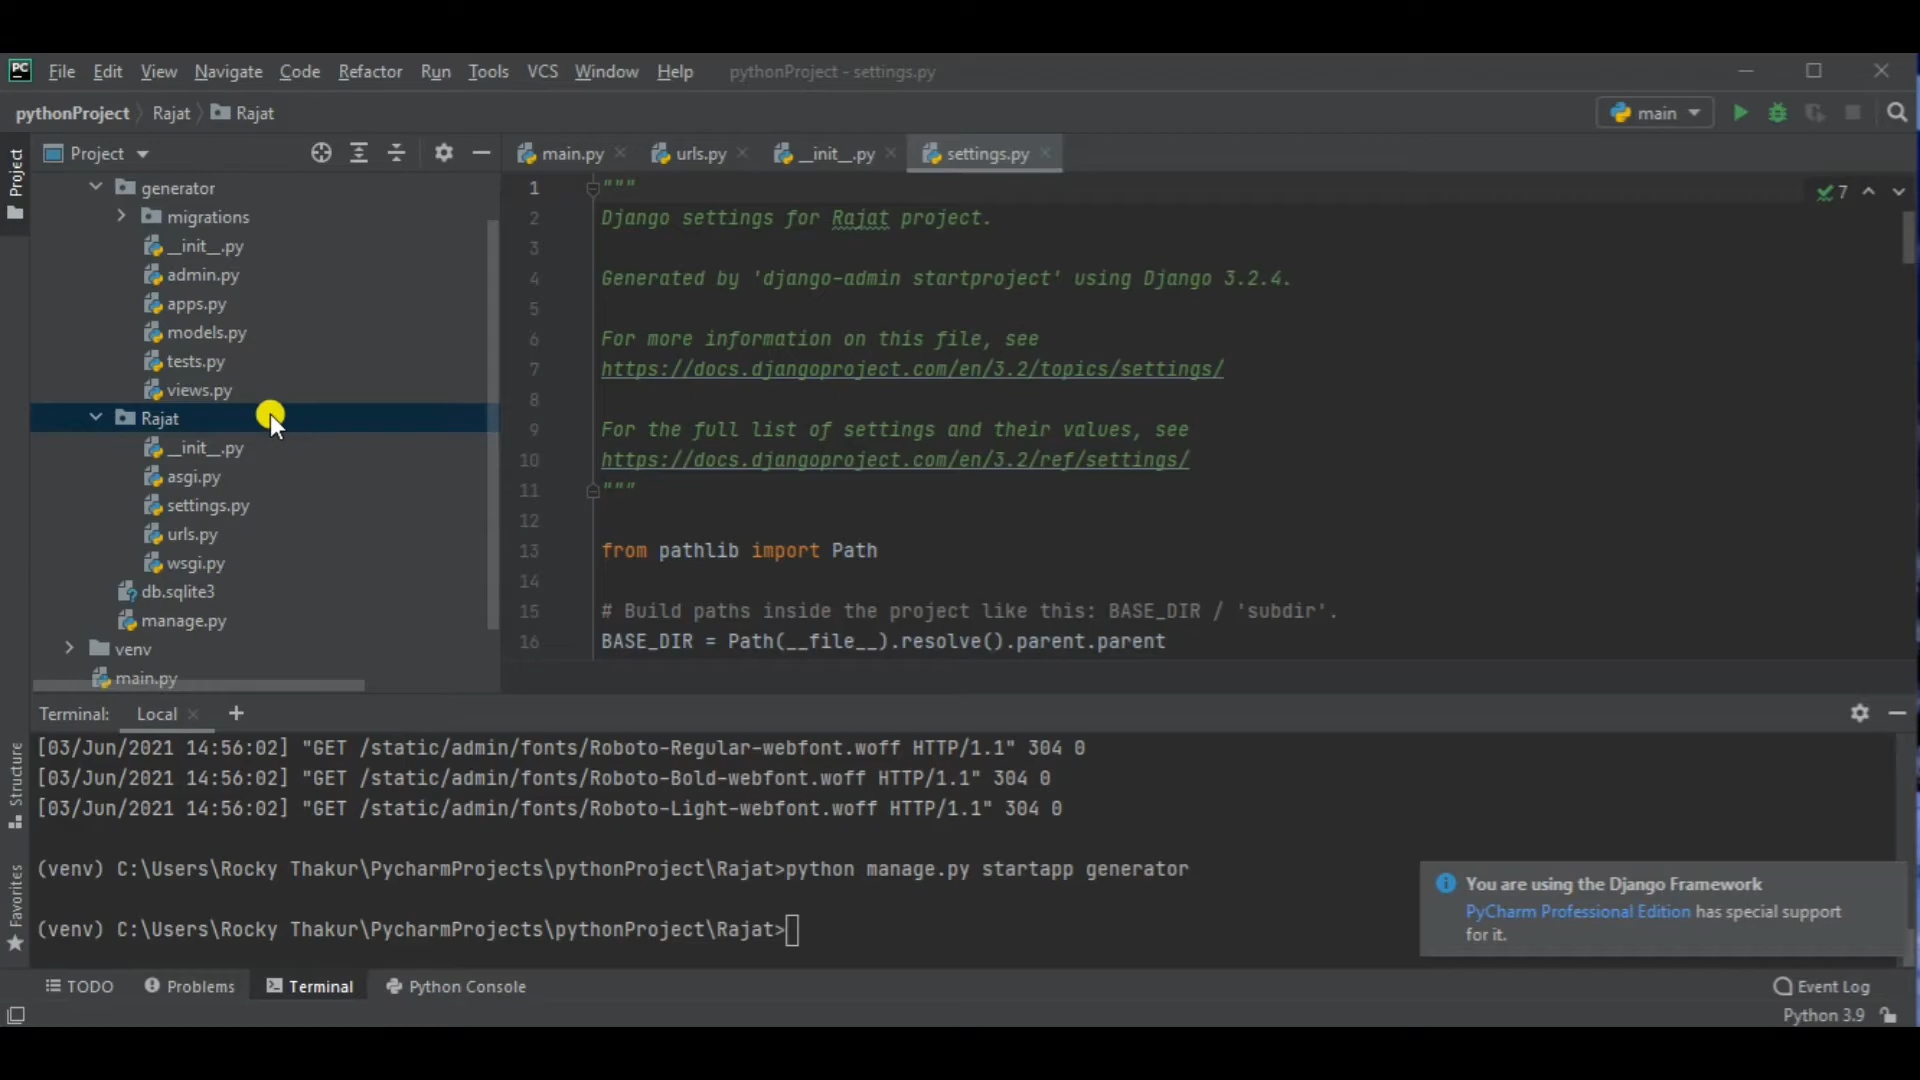 PC File Edit View Navigate Code Refactor Run Tools VCS Window Help pythonProject - settings.py
pythonProject Rajat Rajat main
Project
Project main.py urls.py __init__.py settings.py
generator
migrations
__init__.py
admin.py
apps.py
models.py
tests.py
views.py
Rajat
__init__.py
asgi.py
settings.py
urls.py
wsgi.py
db.sqlite3
manage.py
venv
main.py
7
1 """
2 Django settings for Rajat project.
3
4 Generated by 'django-admin startproject' using Django 3.2.4.
5
6 For more information on this file, see
7 https://docs.djangoproject.com/en/3.2/topics/settings/
8
9 For the full list of settings and their values, see
10 https://docs.djangoproject.com/en/3.2/ref/settings/
11 """
12
13 from pathlib import Path
14
15 # Build paths inside the project like this: BASE_DIR / 'subdir'.
16 BASE_DIR = Path(__file__).resolve().parent.parent
Terminal: Local +
[03/Jun/2021 14:56:02] "GET /static/admin/fonts/Roboto-Regular-webfont.woff HTTP/1.1" 304 0
[03/Jun/2021 14:56:02] "GET /static/admin/fonts/Roboto-Bold-webfont.woff HTTP/1.1" 304 0
[03/Jun/2021 14:56:02] "GET /static/admin/fonts/Roboto-Light-webfont.woff HTTP/1.1" 304 0
(venv) C:\Users\Rocky Thakur\PycharmProjects\pythonProject\Rajat>python manage.py startapp generator
(venv) C:\Users\Rocky Thakur\PycharmProjects\pythonProject\Rajat>
Structure
Favorites
You are using the Django Framework
PyCharm Professional Edition has special support
for it.
TODO Problems Terminal Python Console Event Log
Python 3.9